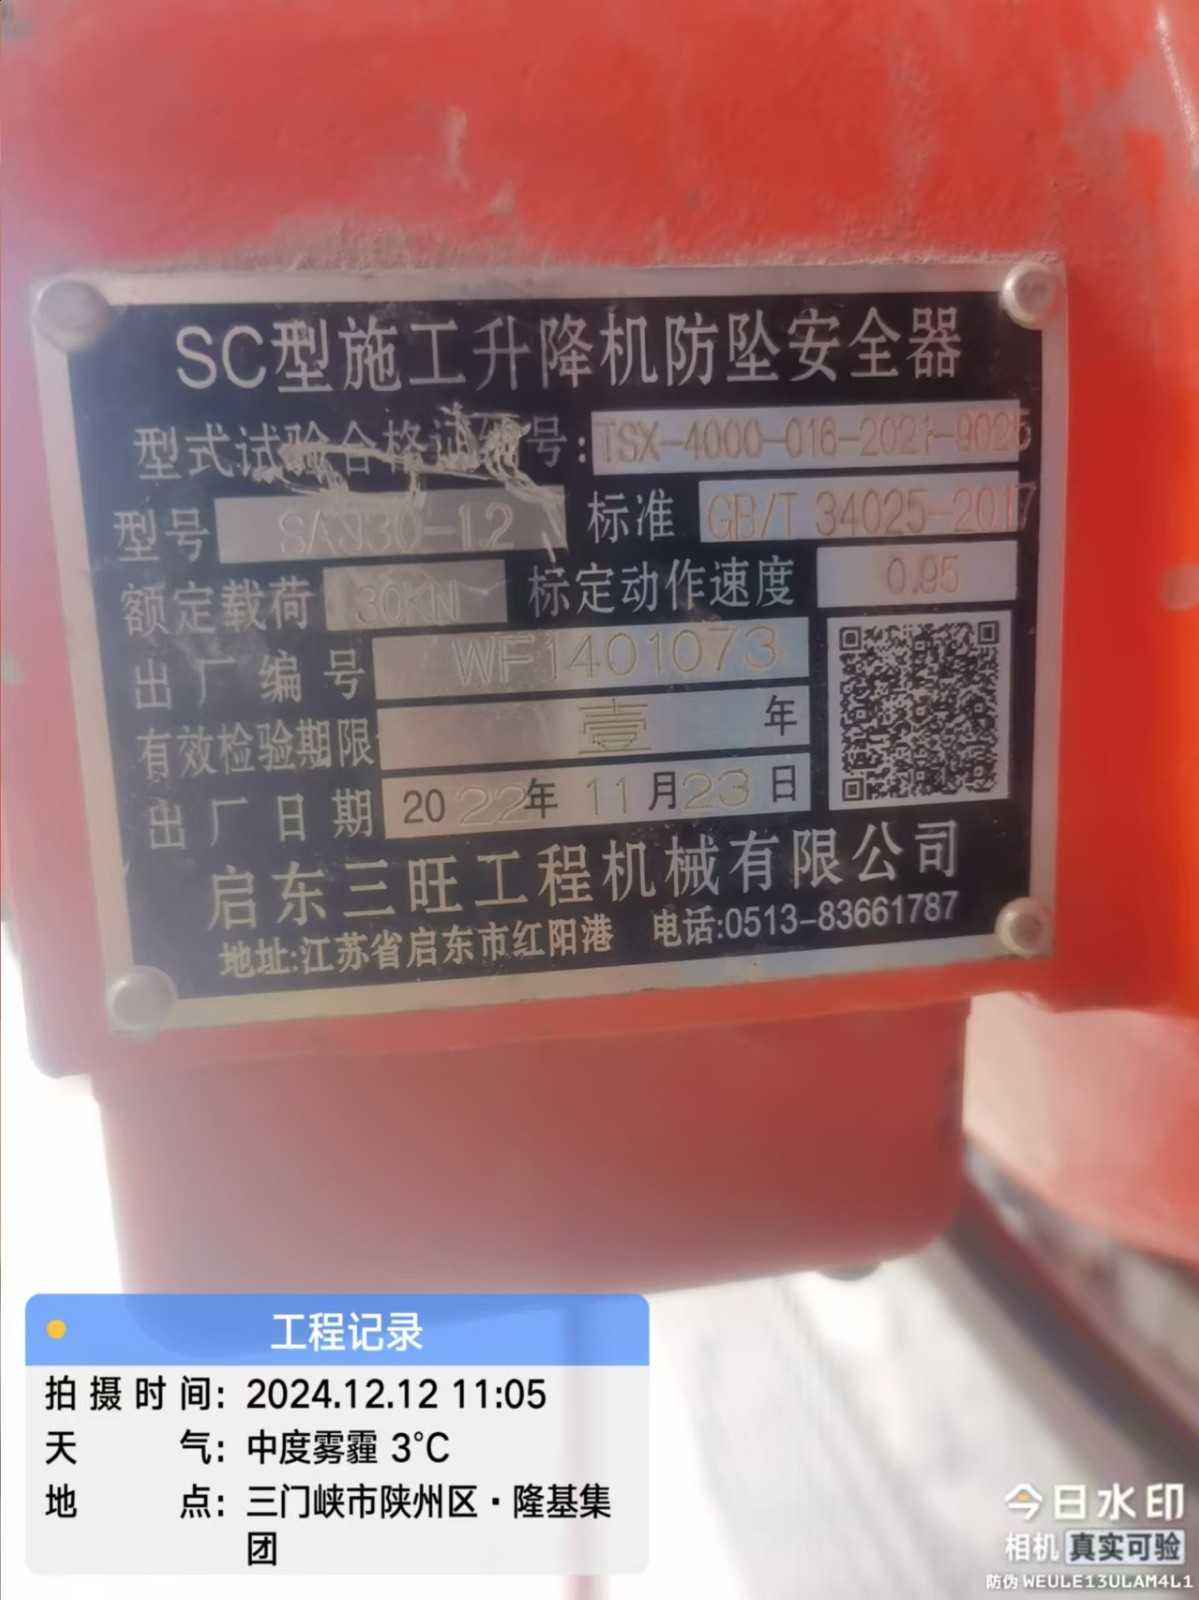 SC型施工升降机防坠安全器
型式试验合格证编号: TSX-4000-016-2021-9025
型号 SAJ30-1.2 标准 GB/T 34025-2017
额定载荷 30KN 标定动作速度 0.95
出厂编号 WF1401073
有效检验期限 壹 年
出厂日期 2022年 11月23日
启东三旺工程机械有限公司
地址:江苏省启东市红阳港 电话:0513-83661787
工程记录
拍摄时间: 2024.12.12 11:05
天气: 中度雾霾 3℃
地点: 三门峡市陕州区·隆基集
团
今日水印
相机 真实可验
防伪 WEULE13ULAM4L1